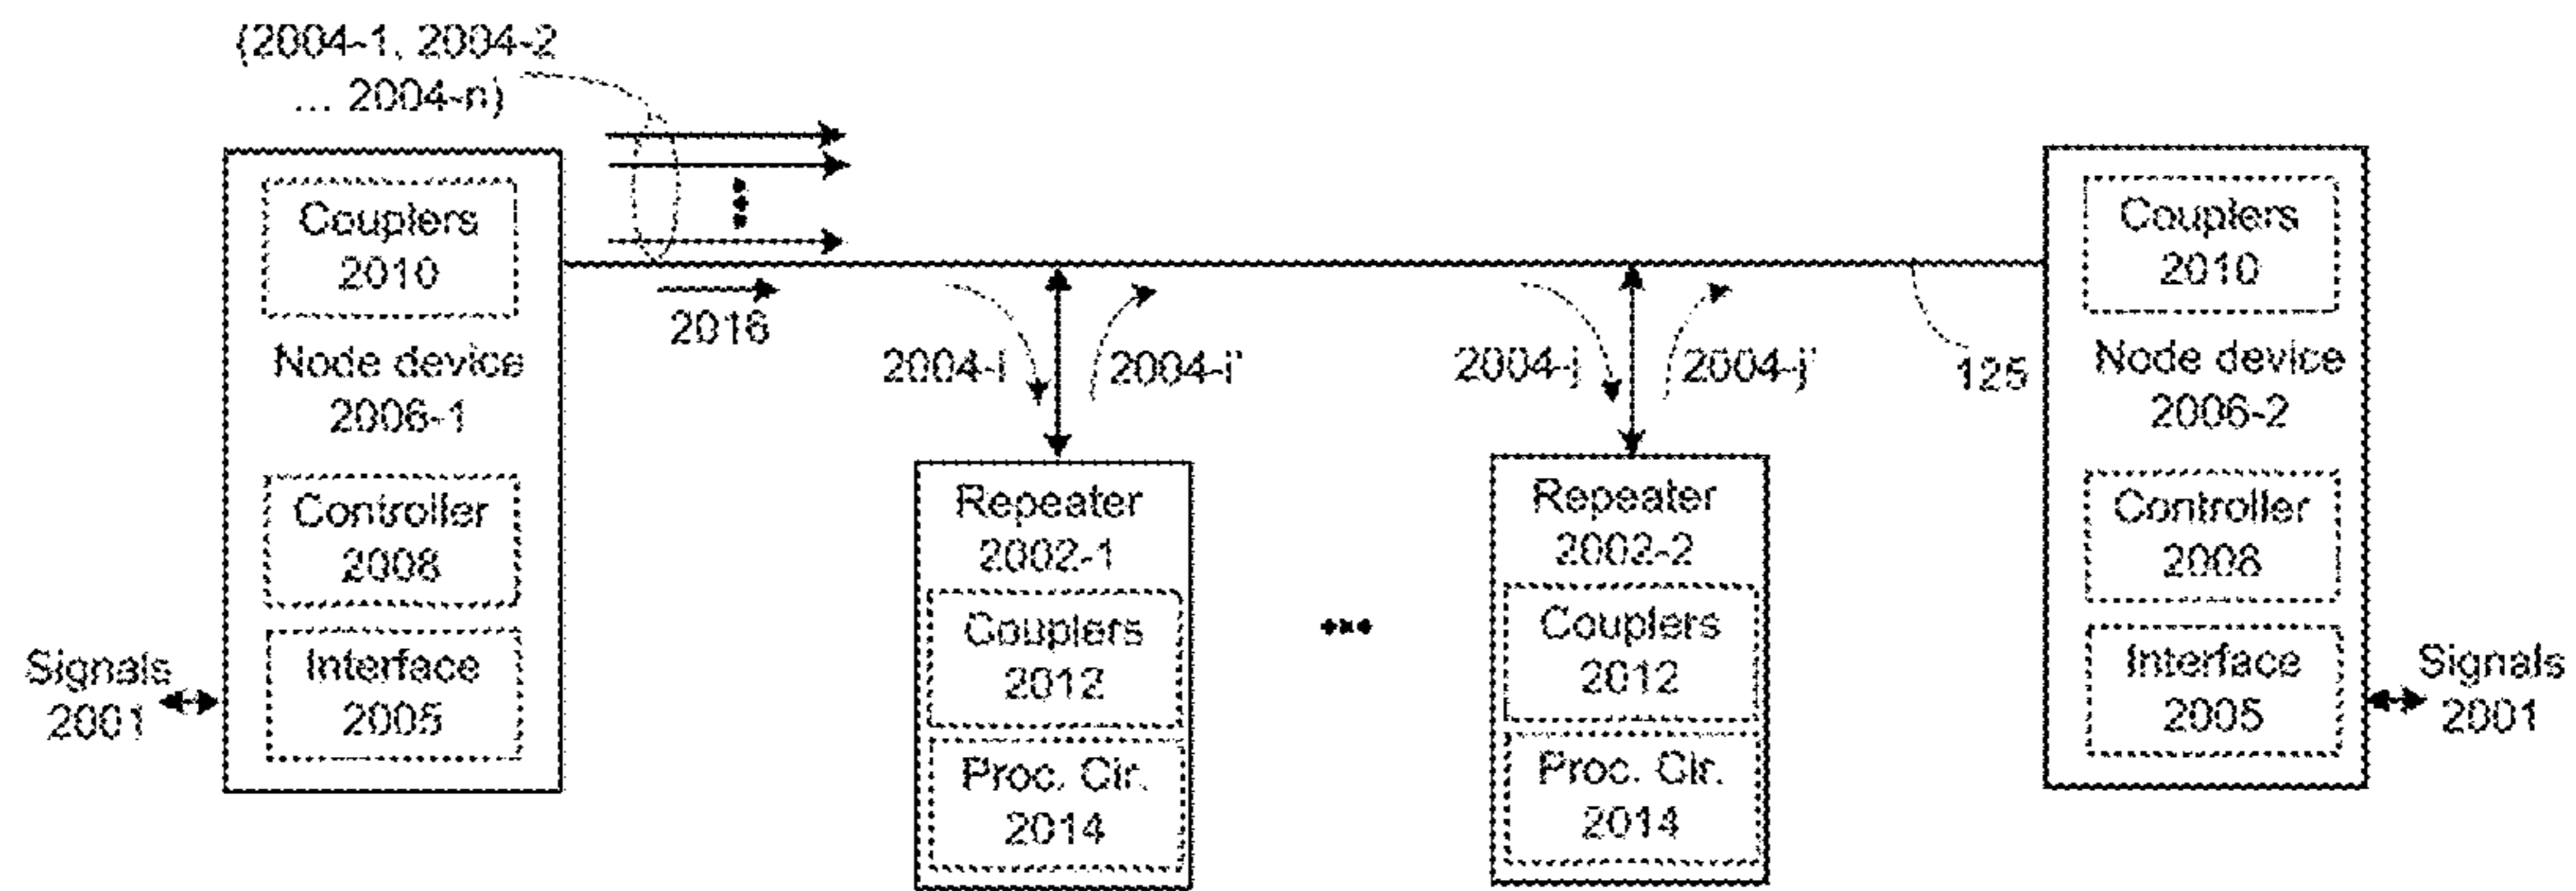 (2004-1, 2004-2
... 2004-n)
Couplers
2010
Node device
2006-1
Controller
2008
Interface
2005
Signals
2001
2016
2004-i
2004-i'
Repeater
2002-1
Couplers
2012
Proc. Cir.
2014
2004-j
2004-j'
Repeater
2002-2
Couplers
2012
Proc. Cir.
2014
125
Couplers
2010
Node device
2006-2
Controller
2008
Interface
2005
Signals
2001